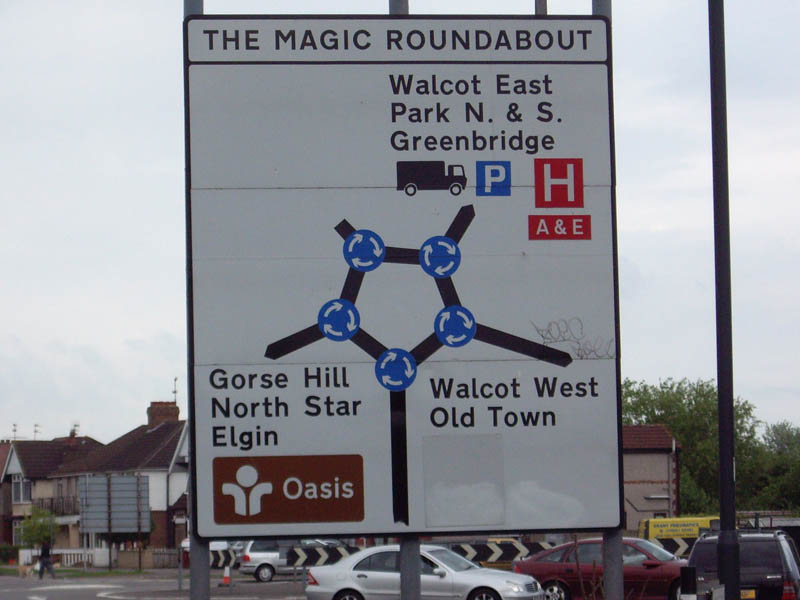 THE MAGIC ROUNDABOUT
Walcot East
Park N. & S.
Greenbridge
P
H
A & E
Gorse Hill
North Star
Elgin
Oasis
Walcot West
Old Town